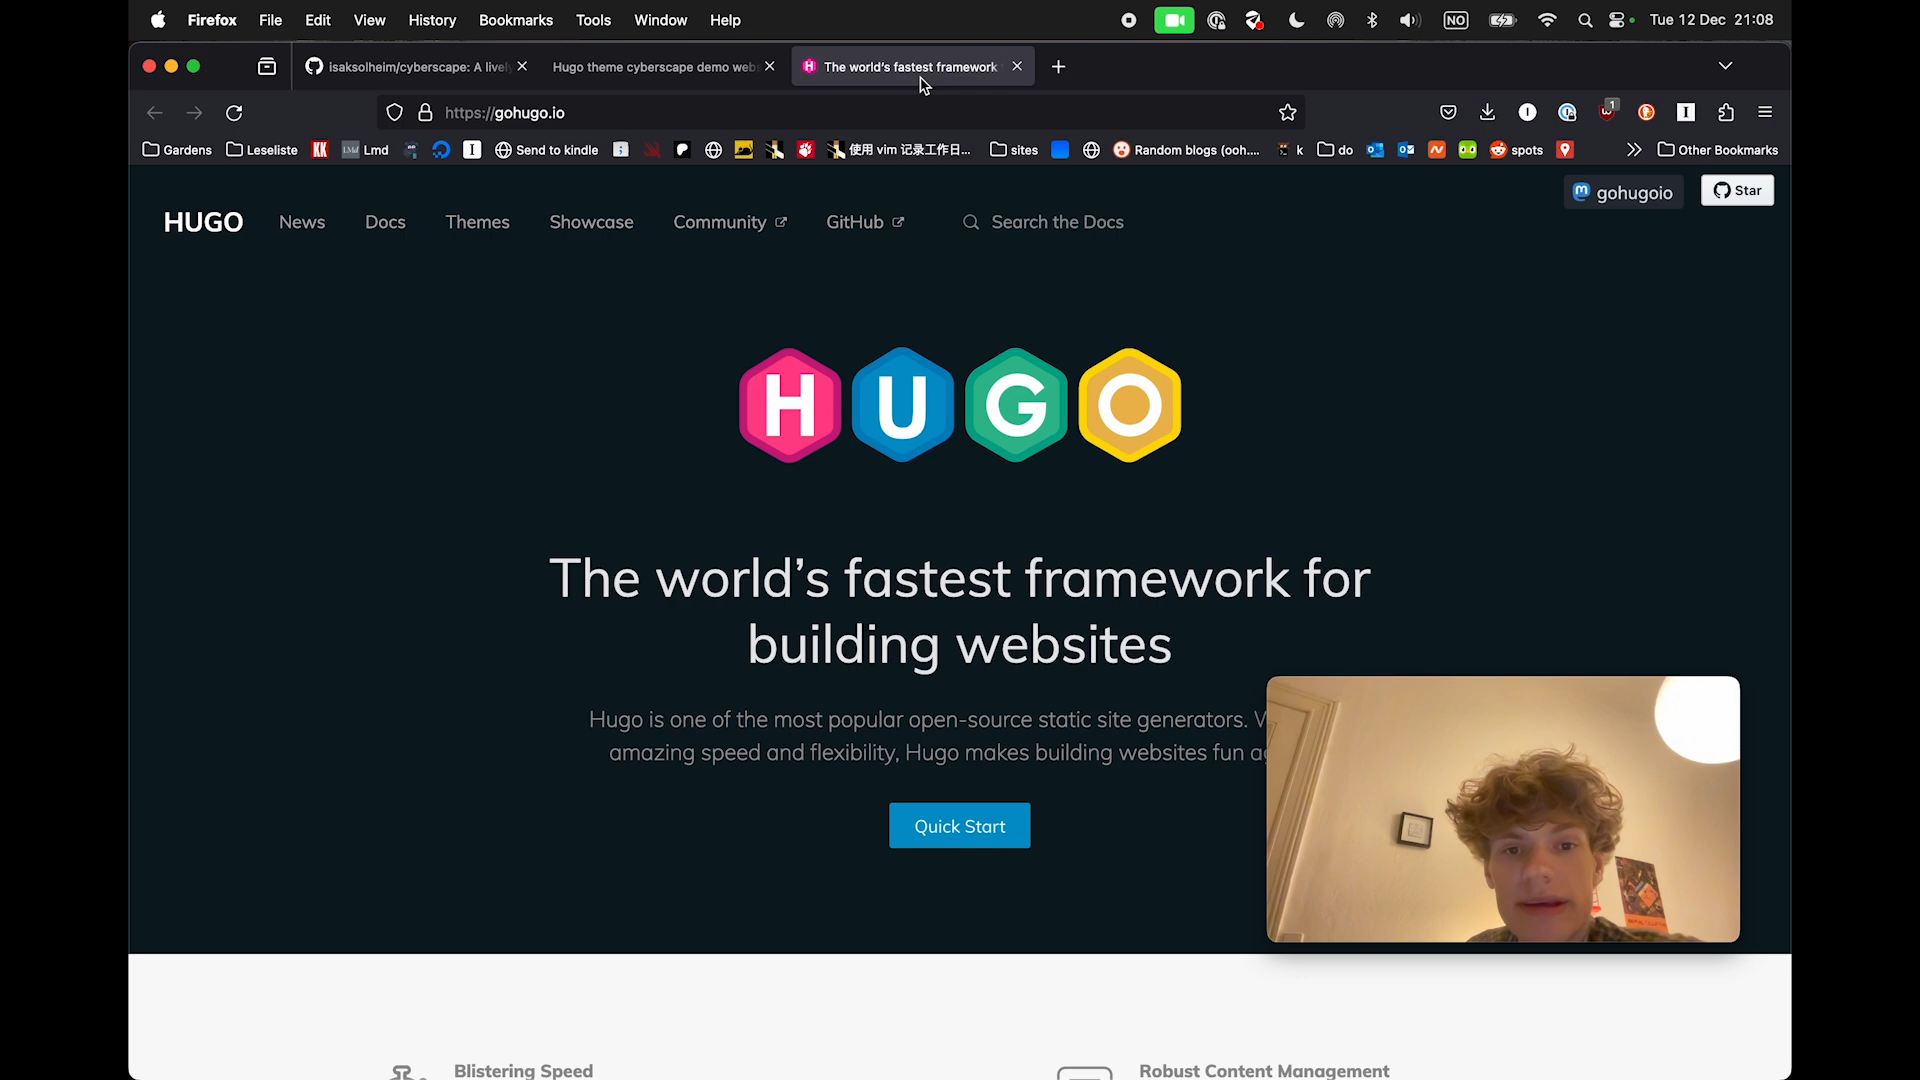 Firefox File Edit View History Bookmarks Tools Window Help NO Tue 12 Dec 21:08
isaksolheim/cyberscape: A lively Hugo theme cyberscape demo web The world's fastest framework
https://gohugo.io 1
Gardens Leseliste KK LMd Lmd Send to kindle 使用 vim 记录工作日... sites Random blogs (ooh.... k do spots Other Bookmarks
gohugoio Star
HUGO News Docs Themes Showcase Community GitHub Search the Docs
HUGO
The world's fastest framework for
building websites
Hugo is one of the most popular open-source static site generators.
amazing speed and flexibility, Hugo makes building websites fun
Quick Start
Blistering Speed Robust Content Management